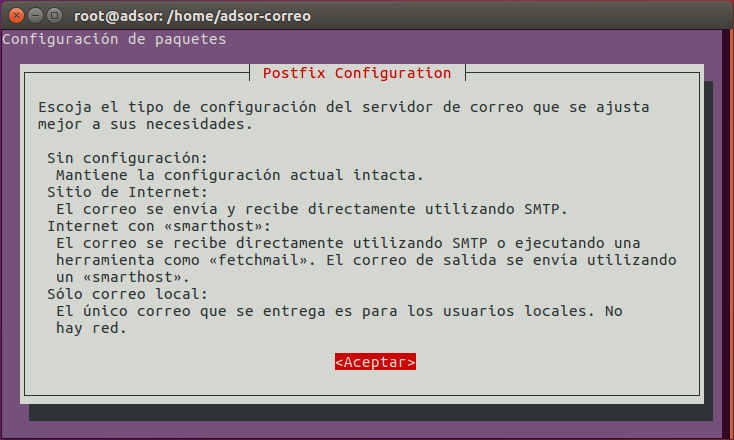 root@adsor: /home/adsor-correo
Configuración de paquetes
Postfix Configuration
Escoja el tipo de configuración del servidor de correo que se ajusta
mejor a sus necesidades.
Sin configuración:
Mantiene la configuración actual intacta.
Sitio de Internet:
El correo se envía y recibe directamente utilizando SMTP.
Internet con «smarthost»:
El correo se recibe directamente utilizando SMTP o ejecutando una
herramienta como «fetchmail». El correo de salida se envía utilizando
un «smarthost».
Sólo correo local:
El único correo que se entrega es para los usuarios locales. No
hay red.
<Aceptar>